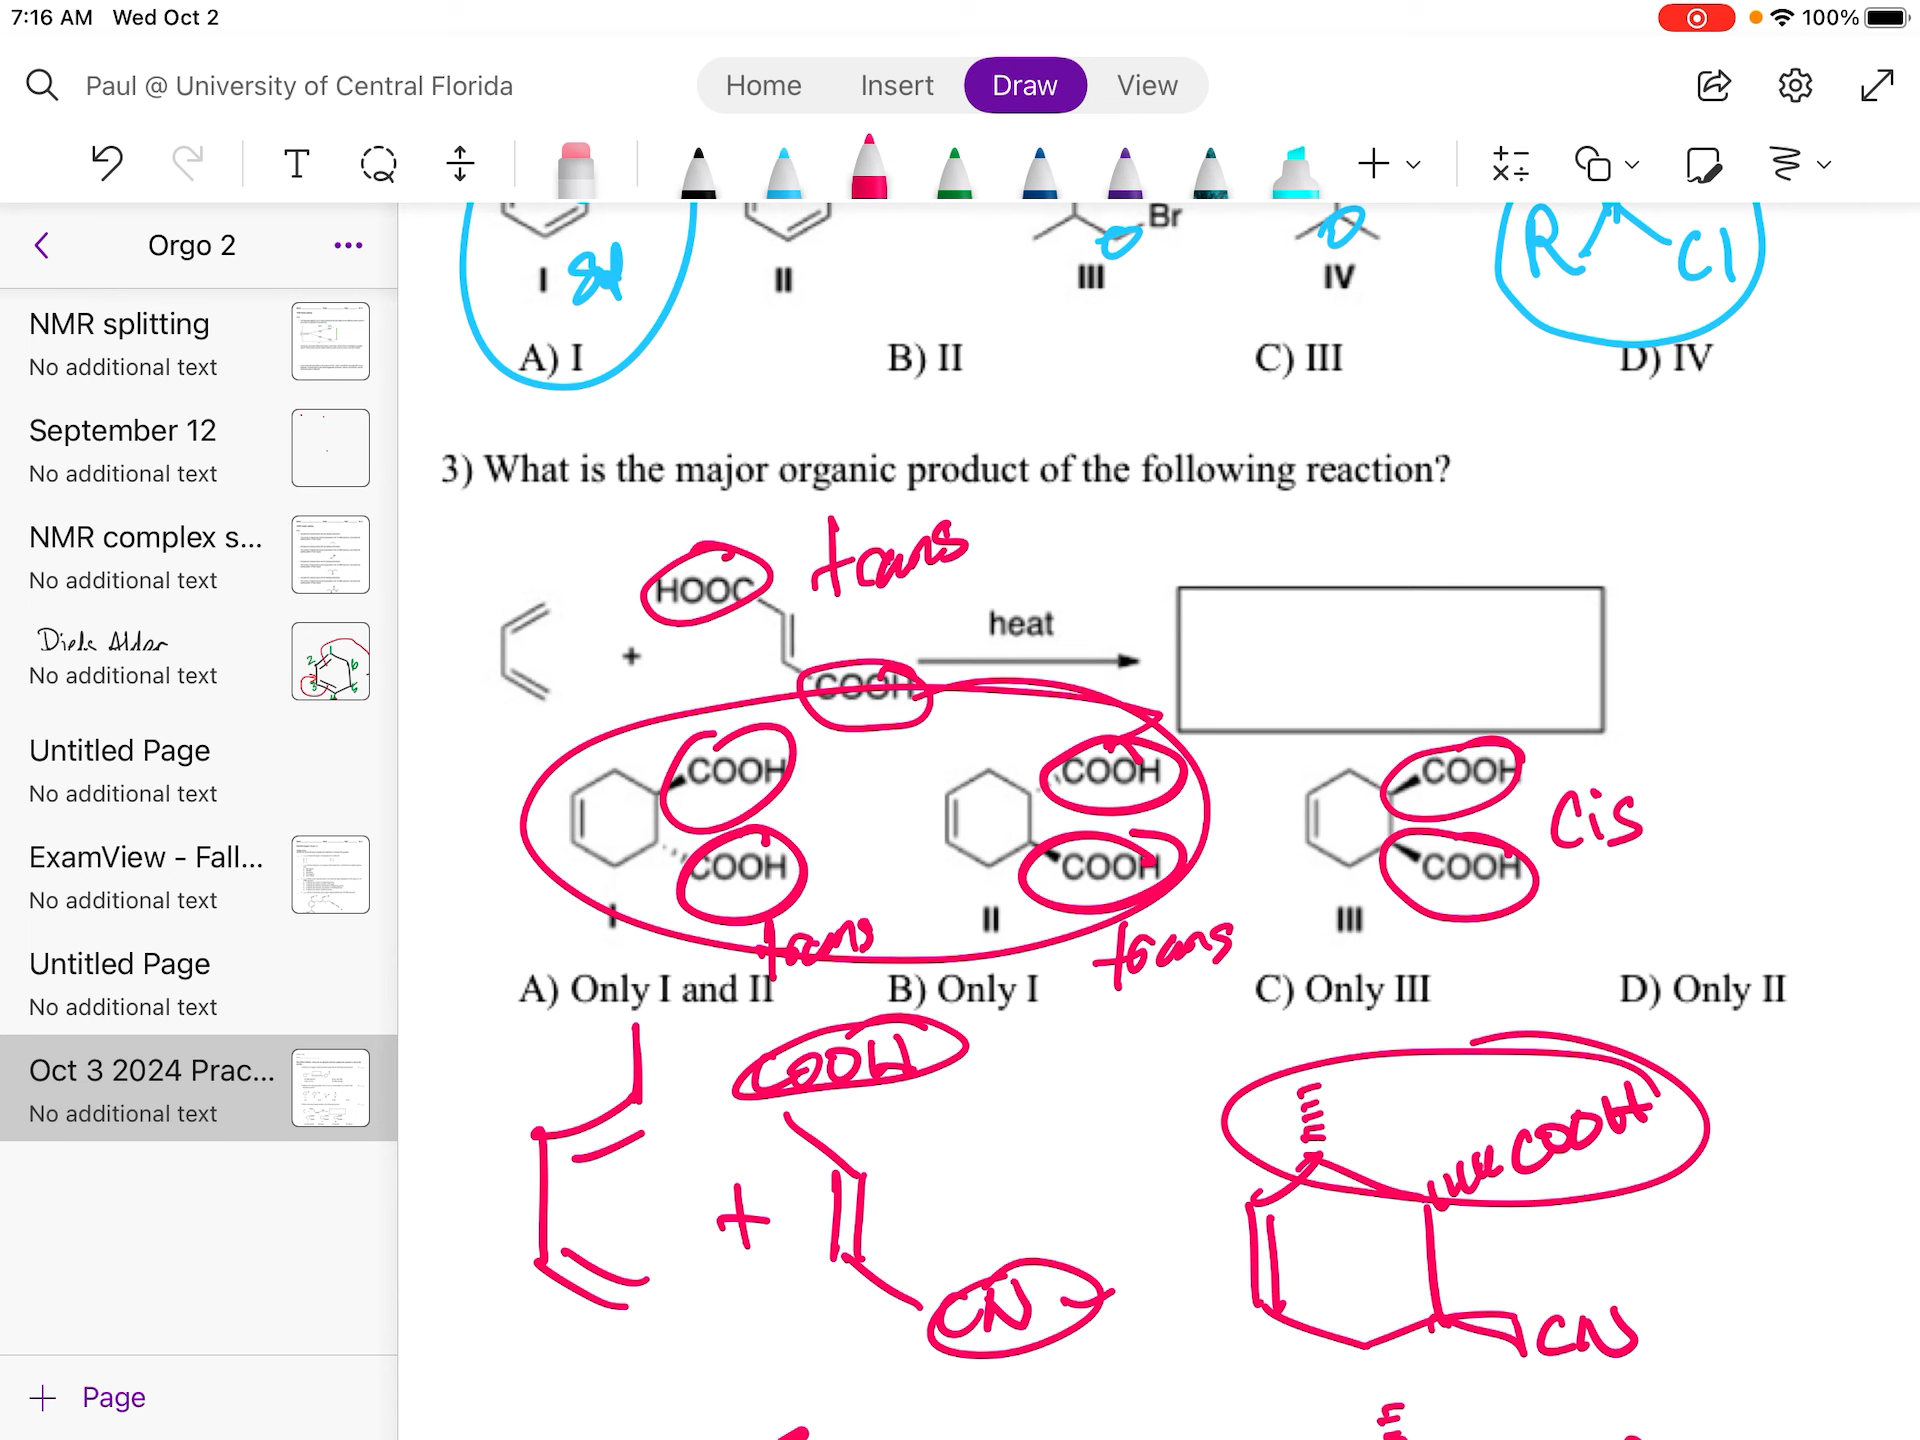 7:16 AM Wed Oct 2
100%
Paul @ University of Central Florida
Home
Insert
Draw
View
T
Orgo 2
NMR splitting
No additional text
September 12
No additional text
NMR complex s...
No additional text
Diels Alder
No additional text
Untitled Page
No additional text
ExamView - Fall...
No additional text
Untitled Page
No additional text
Oct 3 2024 Prac...
No additional text
+ Page
Br
R
Cl
I
II
III
IV
A) I
B) II
C) III
D) IV
3) What is the major organic product of the following reaction?
trans
HOOC
+
COOH
heat
COOH
COOH
COOH
COOH
COOH
COOH
cis
I
II
III
trans
trans
A) Only I and II
B) Only I
C) Only III
D) Only II
COOH
+
CN
COOH
CN